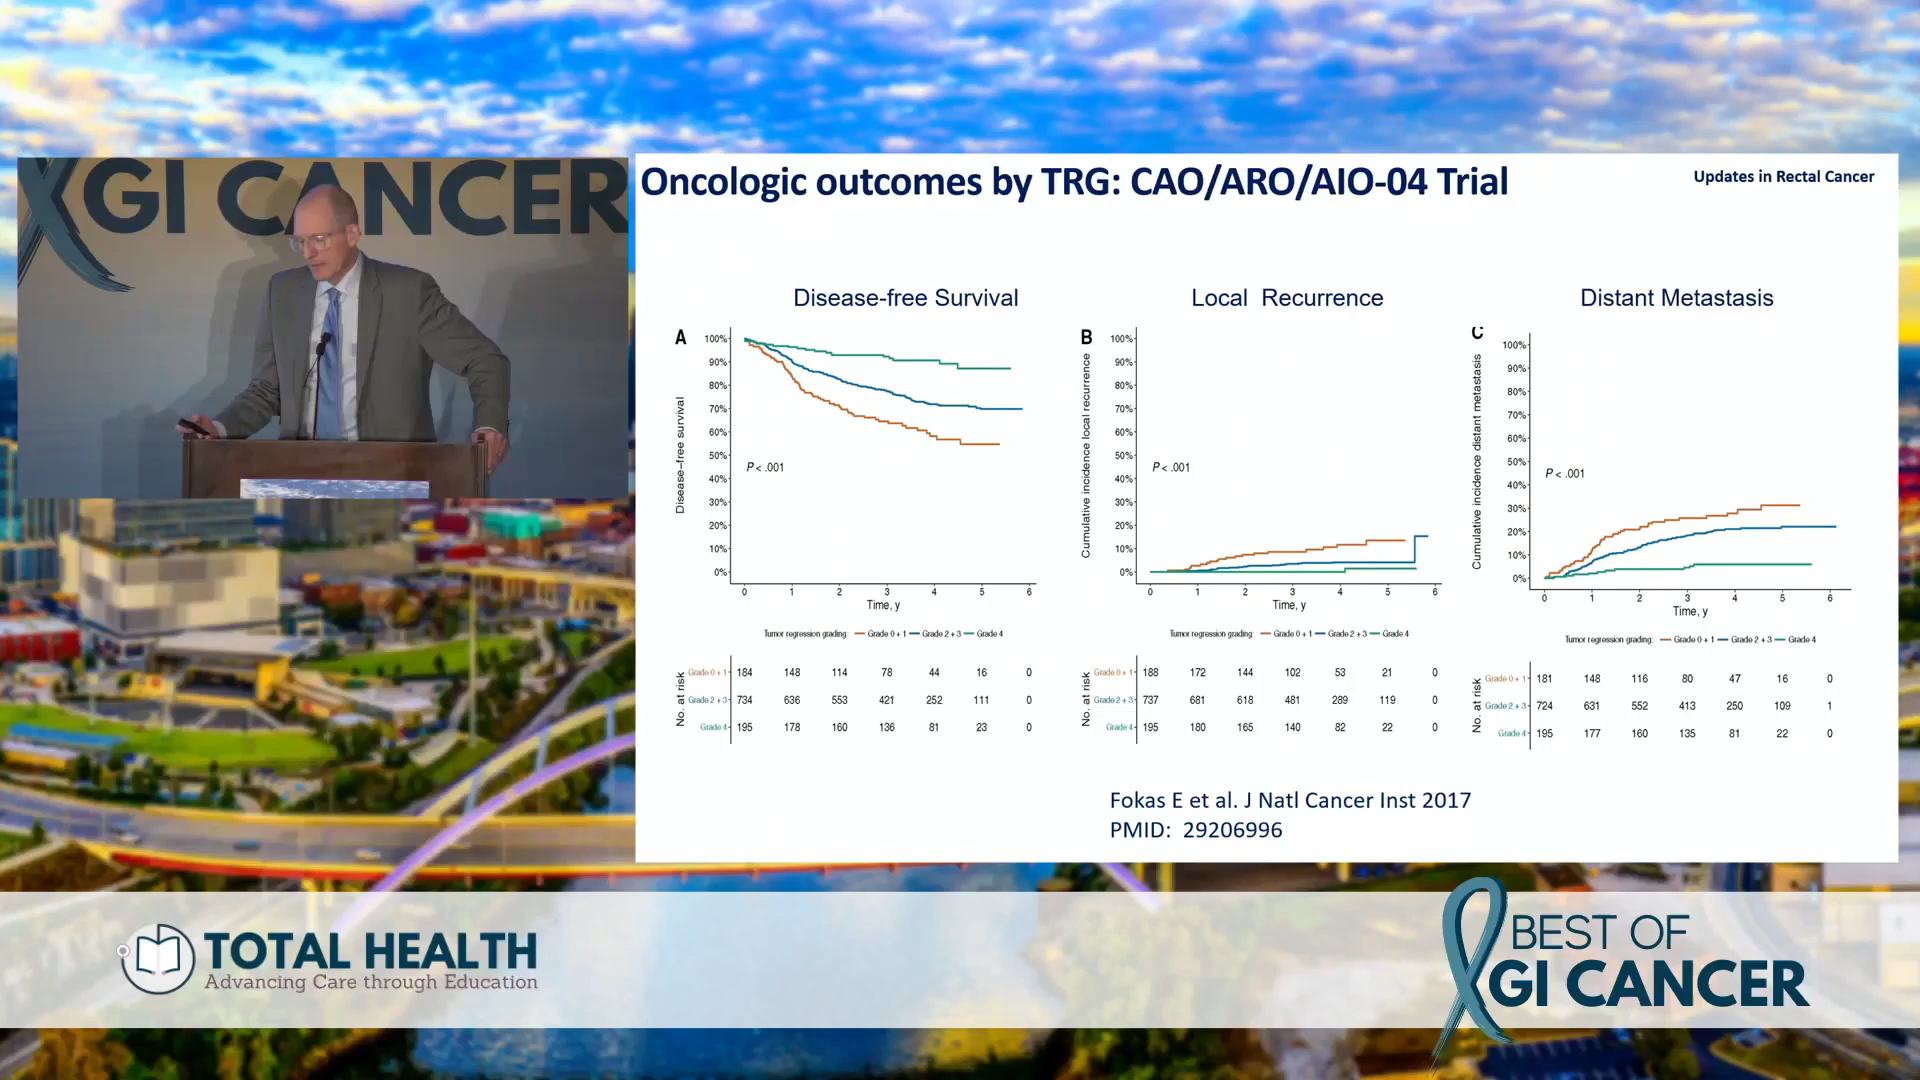 GI CANCER
Oncologic outcomes by TRG: CAO/ARO/AIO-04 Trial
Updates in Rectal Cancer
Disease-free Survival
A
Disease-free survival
100%
90%
80%
70%
60%
50%
40%
30%
20%
10%
0%
P < .001
0 1 2 3 4 5 6
Time, y
Tumor regression grading: Grade 0 + 1 Grade 2 + 3 Grade 4
No. at risk
Grade 0 + 1 184 148 114 78 44 16 0
Grade 2 + 3 734 636 553 421 252 111 0
Grade 4 195 178 160 136 81 23 0
Local Recurrence
B
Cumulative incidence local recurrence
100%
90%
80%
70%
60%
50%
40%
30%
20%
10%
0%
P < .001
0 1 2 3 4 5 6
Time, y
Tumor regression grading: Grade 0 + 1 Grade 2 + 3 Grade 4
No. at risk
Grade 0 + 1 188 172 144 102 53 21 0
Grade 2 + 3 737 681 618 481 289 119 0
Grade 4 195 180 165 140 82 22 0
Distant Metastasis
C
Cumulative incidence distant metastasis
100%
90%
80%
70%
60%
50%
40%
30%
20%
10%
0%
P < .001
0 1 2 3 4 5 6
Time, y
Tumor regression grading: Grade 0 + 1 Grade 2 + 3 Grade 4
No. at risk
Grade 0 + 1 181 148 116 80 47 16 0
Grade 2 + 3 724 631 552 413 250 109 1
Grade 4 195 177 160 135 81 22 0
Fokas E et al. J Natl Cancer Inst 2017
PMID: 29206996
TOTAL HEALTH
Advancing Care through Education
BEST OF
GI CANCER